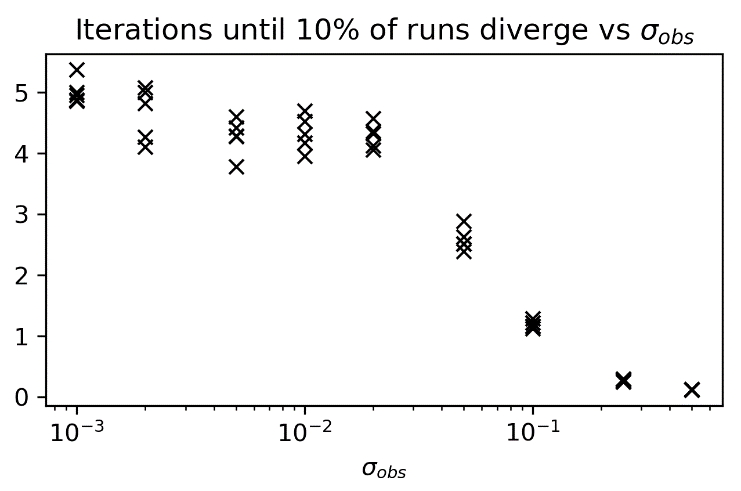 Iterations until 10% of runs diverge vs σ_obs
5
4
3
2
1
0
10⁻³ 10⁻² 10⁻¹
σ_obs